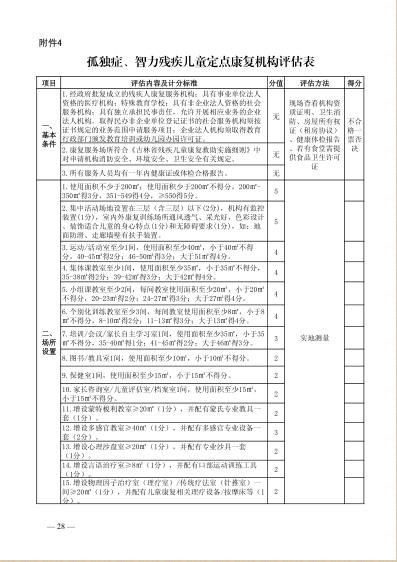 附件4
孤独症、智力残疾儿童定点康复机构评估表
项目 评估内容及计分标准 分值 评估方法 得分
一、基本条件
1.经政府批复成立的残疾人康复服务机构；具有事业单位法人
资格的医疗机构；特殊教育学校；具有非企业法人资格的社会
服务机构；具有独立承担民事责任，允许开展相应业务的企业
法人机构。取得民办非企业单位登记证书的社会服务机构须按
证书规定的业务范围申请服务项目；企业法人机构须取得教育
行政部门颁发教育培训或幼儿园办园许可证。
无
2.康复服务场所符合《吉林省残疾儿童康复救助实施细则》中
对申请机构消防安全、环境安全、卫生安全有关规定。
无
3.所有服务人员均有一年内健康证或体检合格报告。
无
现场查看机构资
质证明、卫生消
防、房屋所有权
证（租房协议）
、健康体检报告
；若有食堂需提
供食品卫生许可
证
不合
格一
票否
决
二、场所设置
1.使用面积不少于200㎡；使用面积少于200㎡不得分。200㎡-
350㎡得3分，351-549得4分，≥550得5分。
5
2.集中活动场地设置在三层（含三层）以下(2分)，机构有监控
装置(1分)，室内外康复训练场所通风透气、采光好，色彩设计
、装饰适合儿童的身心特点(1分)和无障碍要求(1分)，如：地
面防滑、走廊墙壁有扶手装置。
5
3.运动/活动室至少1间，使用面积至少40㎡，小于40㎡不得
分。40-45㎡得2分；46-50㎡得3分；大于51㎡得4分。
4
4.集体课教室至少1间，使用面积至少35㎡，小于35㎡不得分，
35-38㎡得2分；39-42㎡得3分；大于42㎡得4分。
4
5.小组课教室至少2间，每间教室使用面积至少20㎡，小于20㎡
不得分，20-23㎡得2分；24-27㎡得3分；大于27㎡得4分。
4
6.个别化训练教室至少3间，每间教室使用面积至少8㎡，小于8
㎡不得分，8-10㎡得2分；11-13㎡得3分；大于13㎡得4分。
4
7.培训/会议/家长自主学习室1间，使用面积至少35㎡，小于35
㎡不得分，35-40㎡得1分；41-45㎡得2分；大于46㎡得3分。
3
8.图书/教具室1间，使用面积至少10㎡，小于10㎡不得分。
2
9.保健室1间，使用面积至少15㎡，小于15㎡不得分。
2
10.家长咨询室/儿童评估室/档案室1间，使用面积至少15㎡，
小于15㎡不得分。
2
11.增设蒙特梭利教室≥20㎡（1分），并配有蒙氏专业教具一
套（1分）。
2
12.增设多感官教室≥40㎡（1分），并配有多感官专业设备一
套（2分）。
3
13.增设心理沙盘室≥20㎡（1分），并配有专业沙具一套
（1分）。
2
14.增设言语治疗室≥8㎡（1分），并配有口部运动训练工具
（1分）。
2
15.增设物理因子治疗室（理疗室）/传统疗法室（针推室）一
间≥20㎡（1分），并配有儿童康复相关理疗设备/按摩床等（1
分）。
2
实地测量
— 28 —